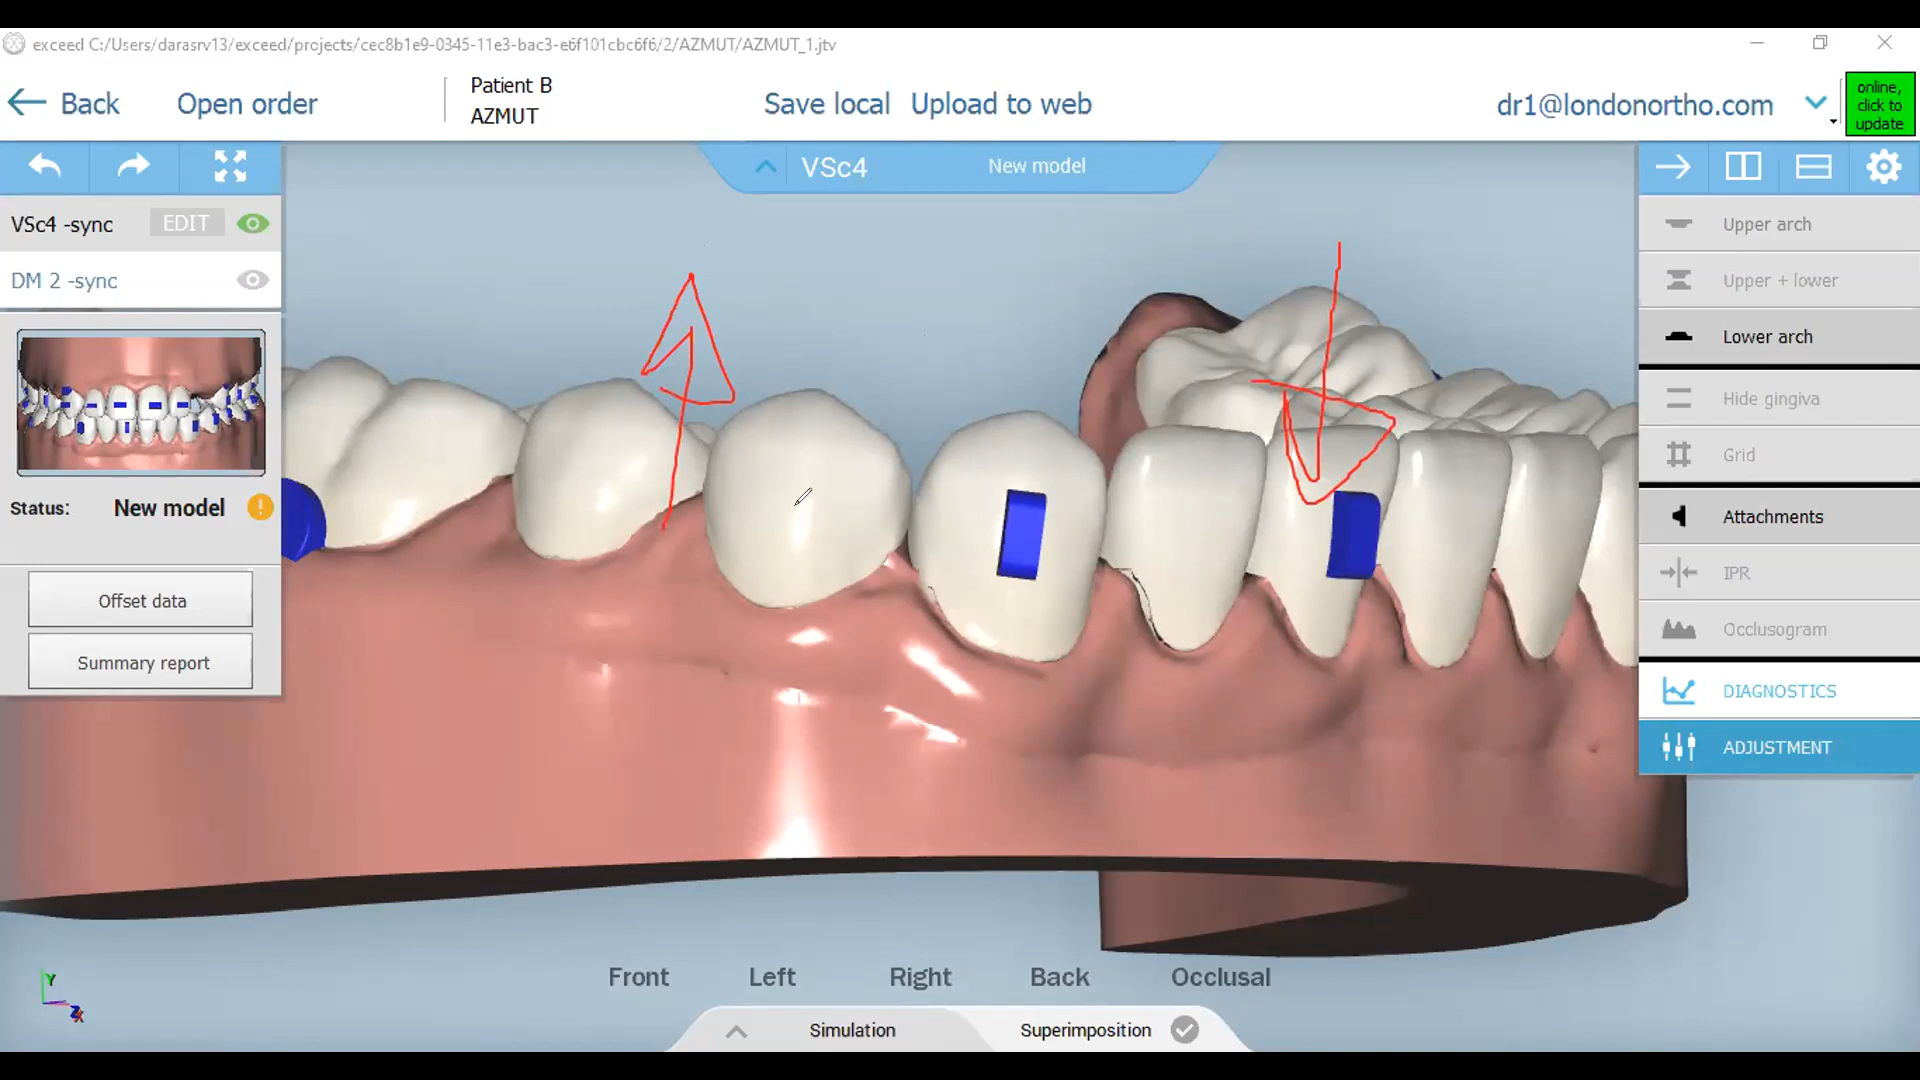 exceed C:/Users/darasrv13/exceed/projects/cec8b1e9-0345-11e3-bac3-e6f101cbc6f6/2/AZMUT/AZMUT_1.jtv
Back
Open order
Patient B
AZMUT
Save local
Upload to web
dr1@londonortho.com
online,
click to
update
VSc4
New model
VSc4 -sync
EDIT
DM 2 -sync
Status:
New model
Offset data
Summary report
Upper arch
Upper + lower
Lower arch
Hide gingiva
Grid
Attachments
IPR
Occlusogram
DIAGNOSTICS
ADJUSTMENT
Front
Left
Right
Back
Occlusal
Simulation
Superimposition
Y